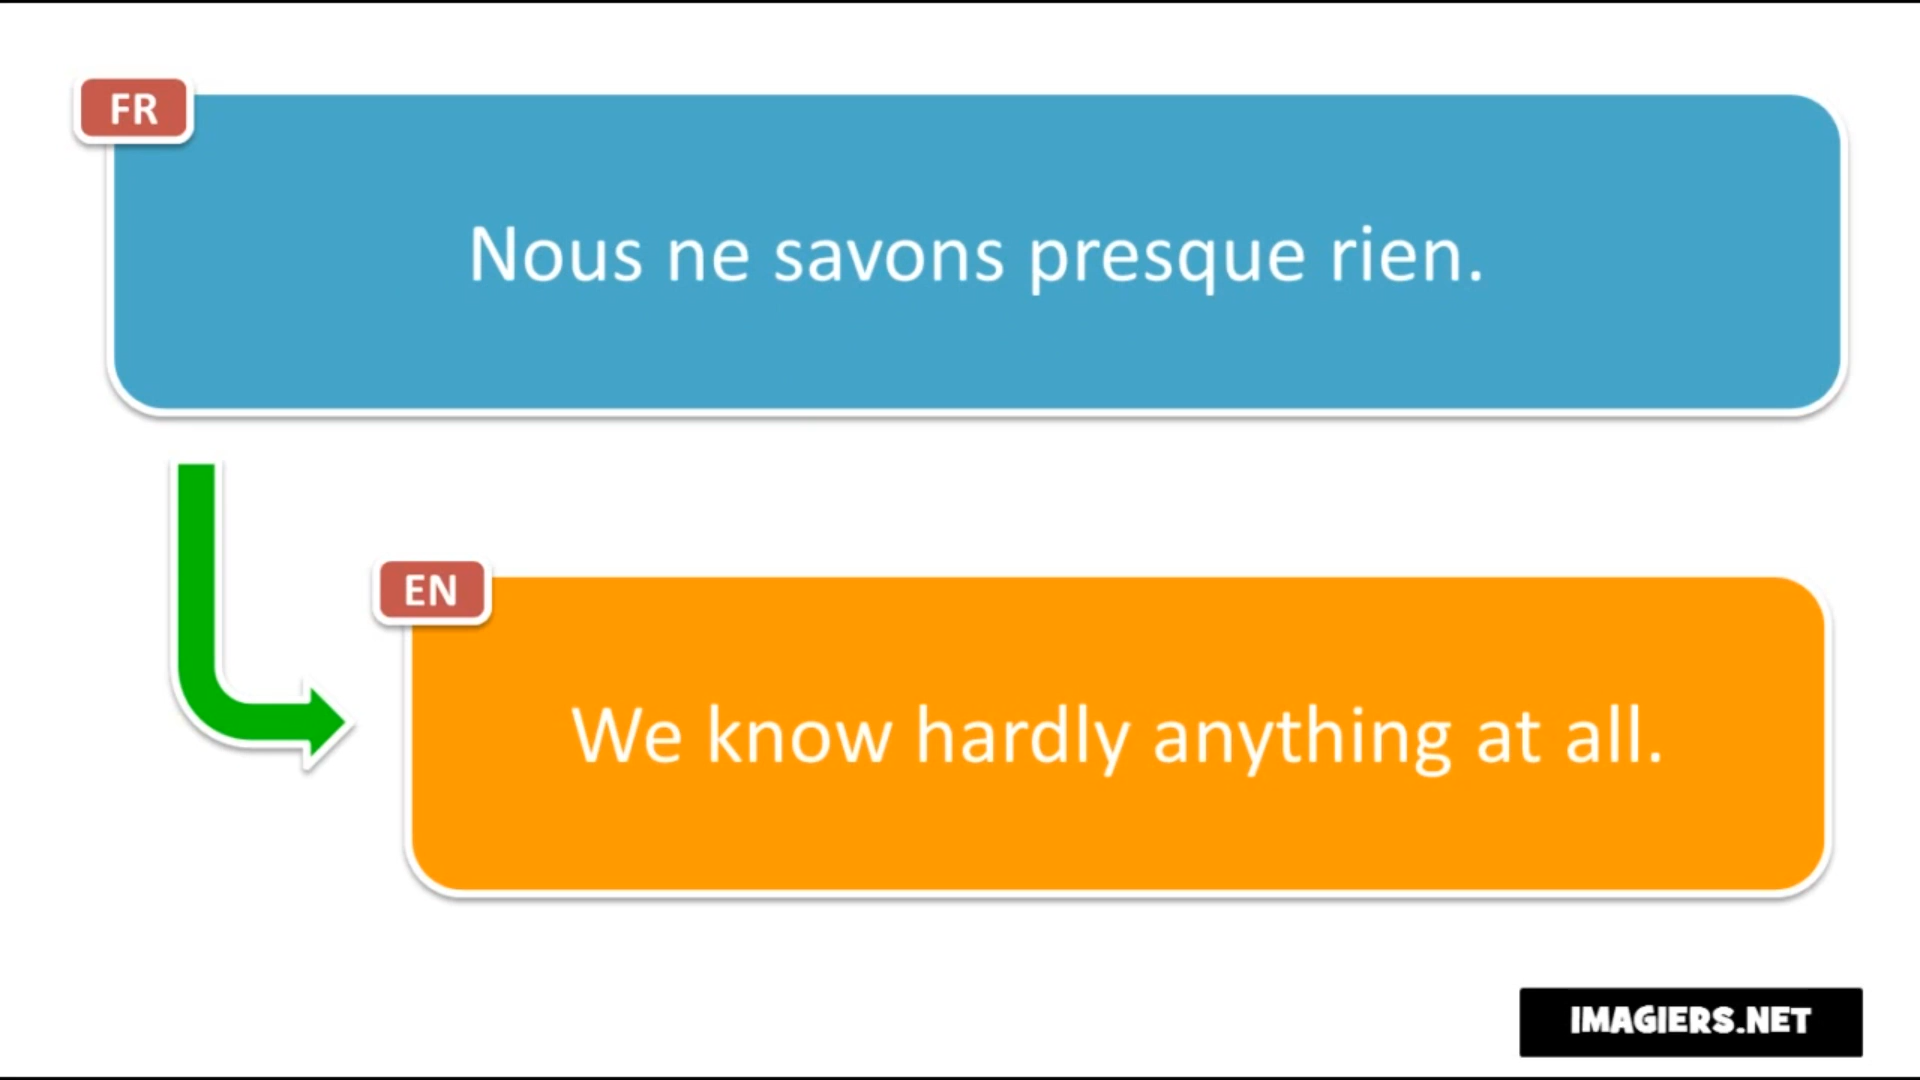 FR
Nous ne savons presque rien.
EN
We know hardly anything at all.
IMAGIERS.NET